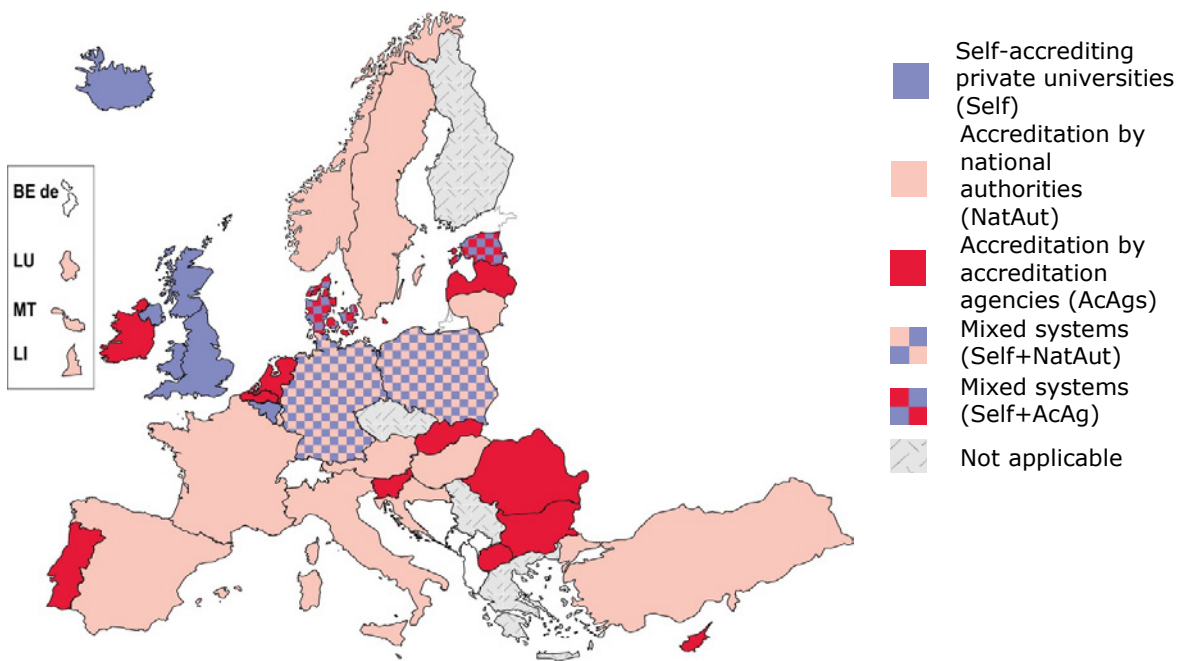 BE de
LU
MT
LI
Self-accrediting
private universities
(Self)
Accreditation by
national
authorities
(NatAut)
Accreditation by
accreditation
agencies (AcAgs)
Mixed systems
(Self+NatAut)
Mixed systems
(Self+AcAg)
Not applicable